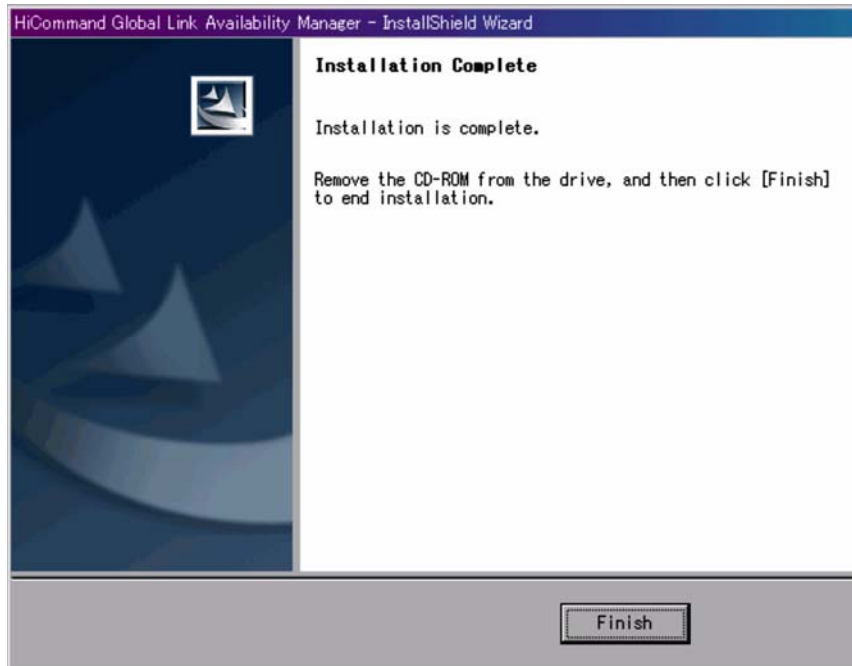 HiCommand Global Link Availability Manager - InstallShield Wizard
Installation Complete
Installation is complete.
Remove the CD-ROM from the drive, and then click [Finish]
to end installation.
Finish